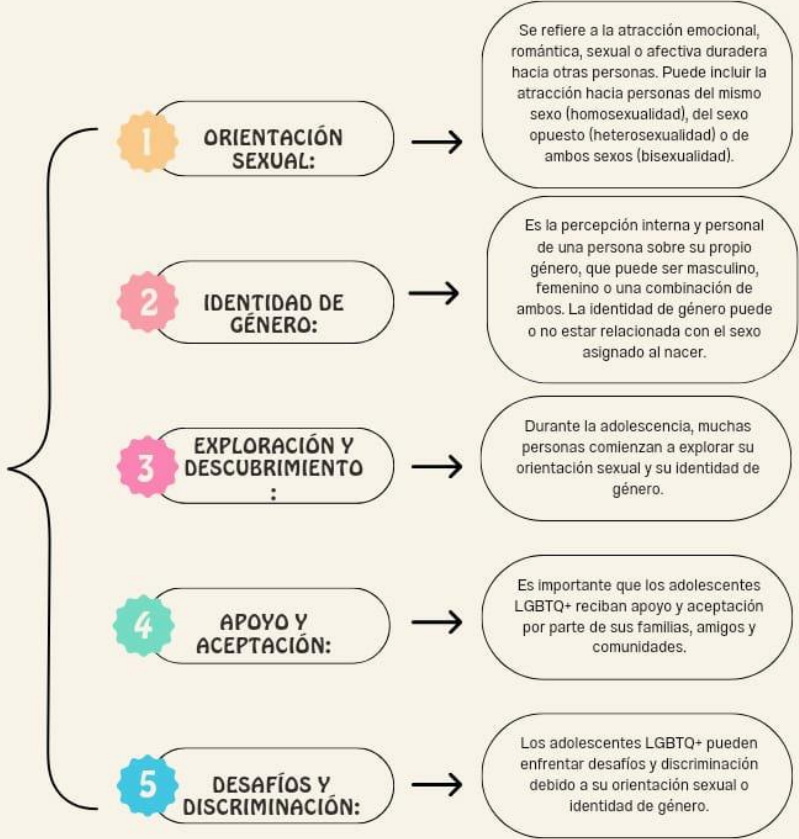 1
ORIENTACIÓN
SEXUAL:
Se refiere a la atracción emocional,
romántica, sexual o afectiva duradera
hacia otras personas. Puede incluir la
atracción hacia personas del mismo
sexo (homosexualidad), del sexo
opuesto (heterosexualidad) o de
ambos sexos (bisexualidad).
2
IDENTIDAD DE
GÉNERO:
Es la percepción interna y personal
de una persona sobre su propio
género, que puede ser masculino,
femenino o una combinación de
ambos. La identidad de género puede
o no estar relacionada con el sexo
asignado al nacer.
3
EXPLORACIÓN Y
DESCUBRIMIENTO
:
Durante la adolescencia, muchas
personas comienzan a explorar su
orientación sexual y su identidad de
género.
4
APOYO Y
ACEPTACIÓN:
Es importante que los adolescentes
LGBTQ+ reciban apoyo y aceptación
por parte de sus familias, amigos y
comunidades.
5
DESAFÍOS Y
DISCRIMINACIÓN:
Los adolescentes LGBTQ+ pueden
enfrentar desafíos y discriminación
debido a su orientación sexual o
identidad de género.